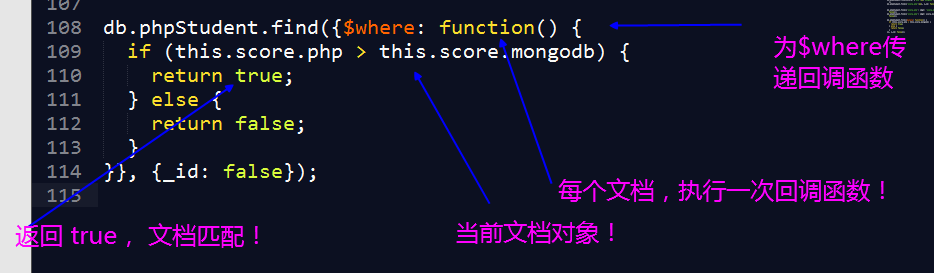 107
108 db.phpStudent.find({$where: function() {
109 if (this.score.php > this.score.mongodb) {
110 return true;
111 } else {
112 return false;
113 }
114 }}, {_id: false});
115
为$where传
递回调函数
每个文档，执行一次回调函数！
当前文档对象！
返回 true， 文档匹配！